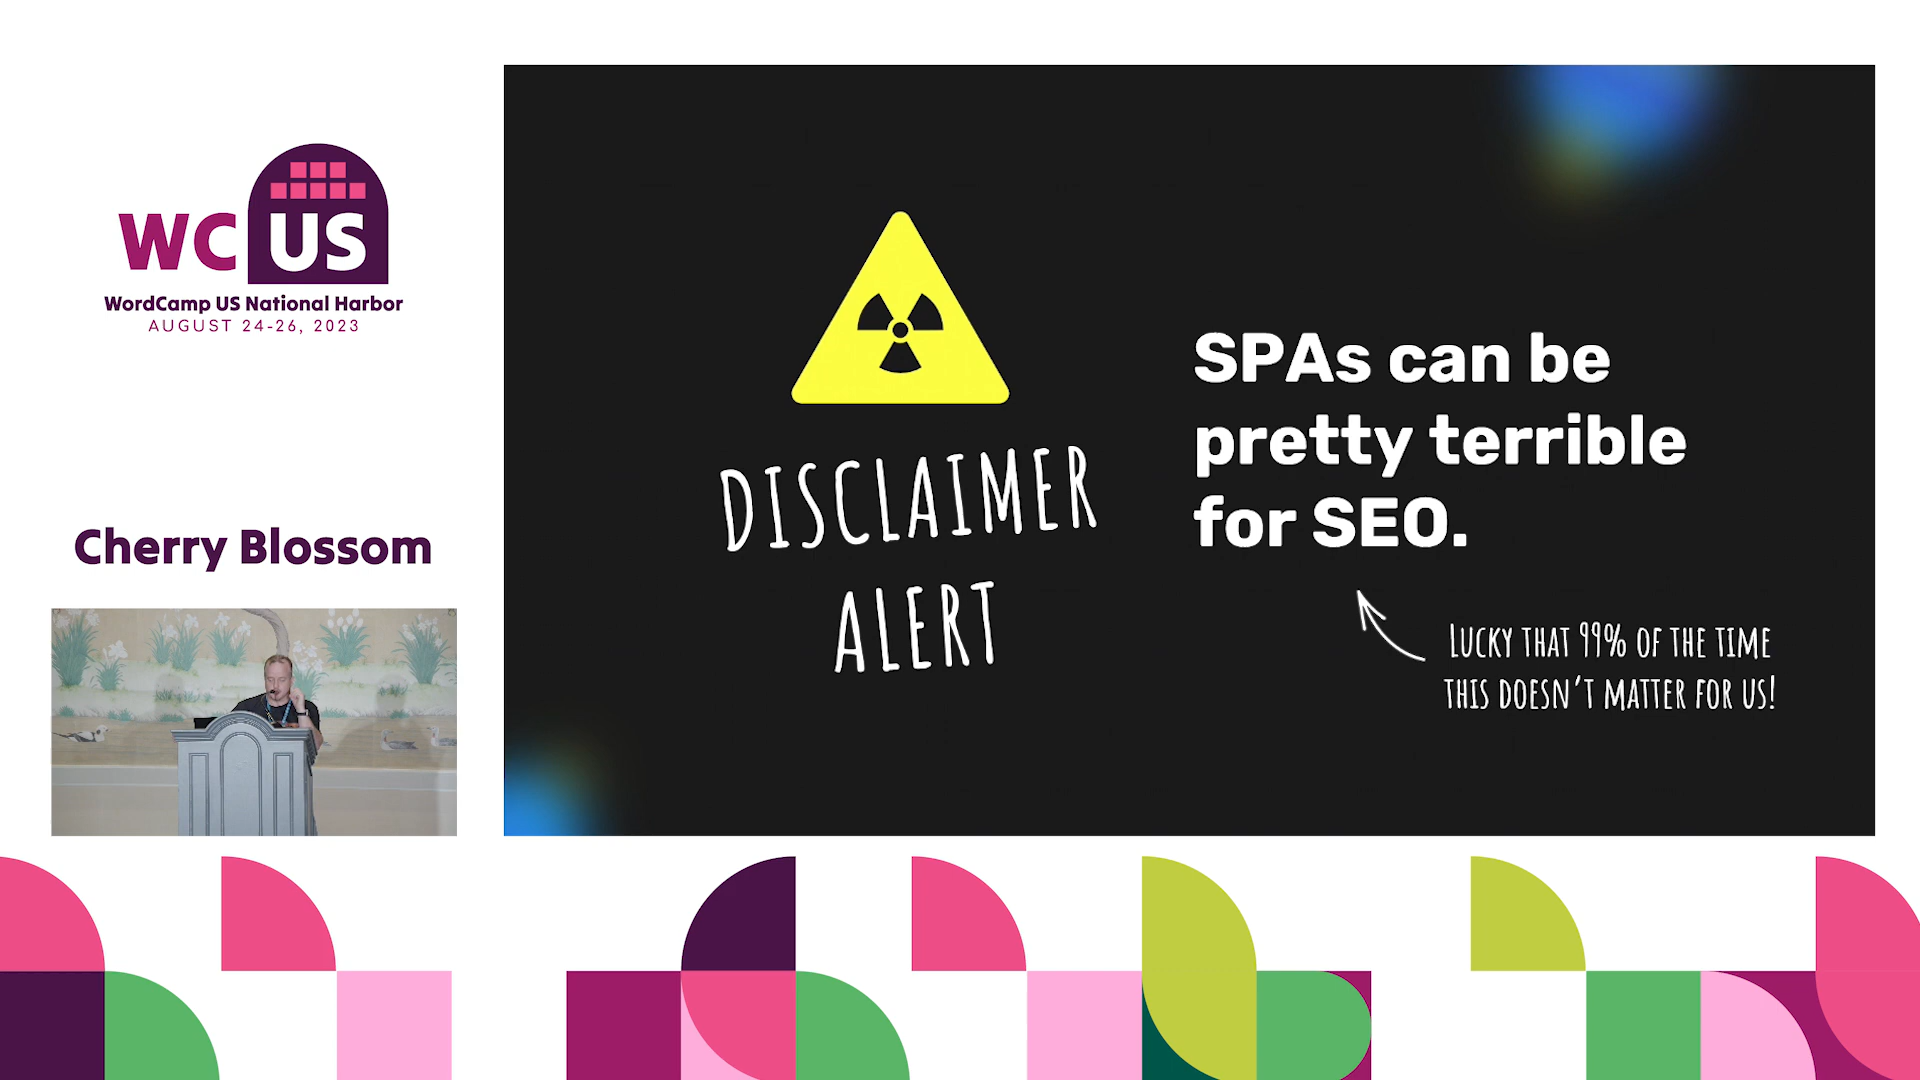 WC US
WordCamp US National Harbor
AUGUST 24-26, 2023
Cherry Blossom
DISCLAIMER
ALERT
SPAs can be
pretty terrible
for SEO.
LUCKY THAT 99% OF THE TIME
THIS DOESN'T MATTER FOR US!